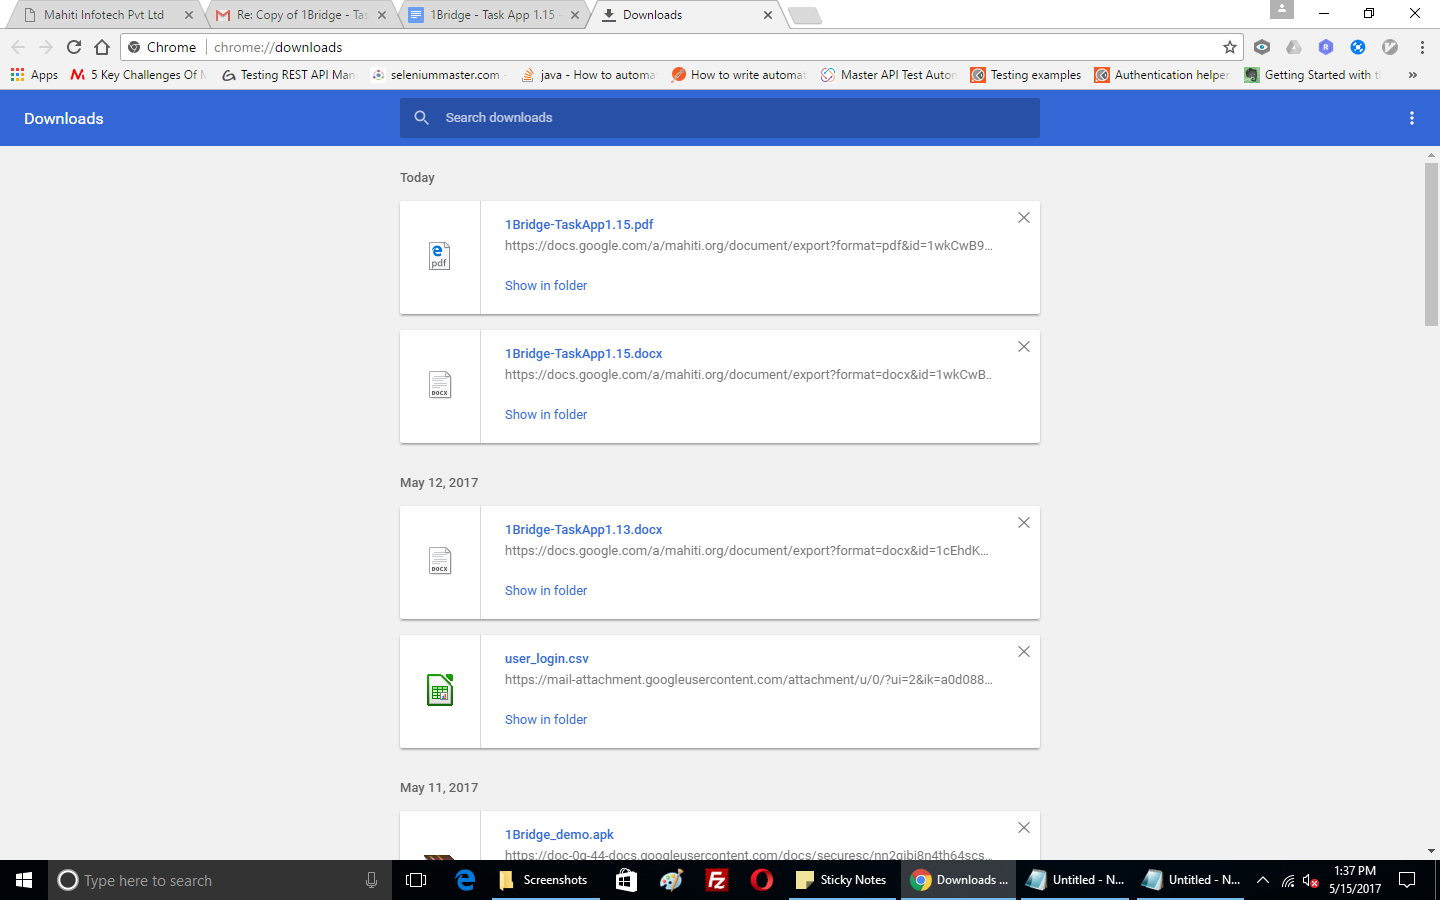 Mahiti Infotech Pvt Ltd
Re: Copy of 1Bridge - Tas
1Bridge - Task App 1.15 -
Downloads
Chrome
chrome://downloads
Apps
5 Key Challenges Of
Testing REST API Man
seleniummaster.com -
java - How to automa
How to write automat
Master API Test Autom
Testing examples
Authentication helper
Getting Started with
»
Downloads
Search downloads
Today
1Bridge-TaskApp1.15.pdf
https://docs.google.com/a/mahiti.org/document/export?format=pdf&id=1wkCwB9...
e
pdf
Show in folder
1Bridge-TaskApp1.15.docx
https://docs.google.com/a/mahiti.org/document/export?format=docx&id=1wkCwB..
DOCX
Show in folder
May 12, 2017
1Bridge-TaskApp1.13.docx
https://docs.google.com/a/mahiti.org/document/export?format=docx&id=1cEhdK...
DOCX
Show in folder
user_login.csv
https://mail-attachment.googleusercontent.com/attachment/u/0/?ui=2&ik=a0d088...
Show in folder
May 11, 2017
1Bridge_demo.apk
https://doc-0g-44-docs.googleusercontent.com/docs/securesc/nn2gibi8n4th64scs...
Type here to search
Screenshots
Fz
Sticky Notes
Downloads ...
Untitled - N...
Untitled - N...
1:37 PM
5/15/2017